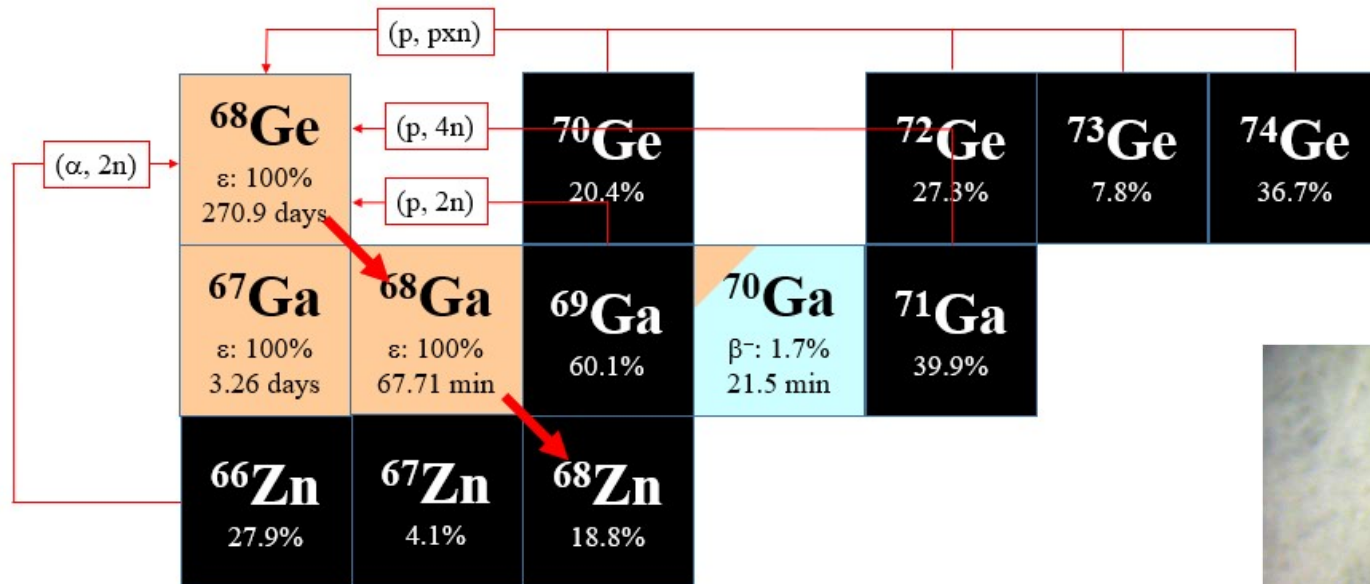 (p, pxn)
⁶⁸Ge
ε: 100%
270.9 days
(p, 4n)
(p, 2n)
(α, 2n)
⁷⁰Ge
20.4%
⁷²Ge
27.3%
⁷³Ge
7.8%
⁷⁴Ge
36.7%
⁶⁷Ga
ε: 100%
3.26 days
⁶⁸Ga
ε: 100%
67.71 min
⁶⁹Ga
60.1%
⁷⁰Ga
β⁻: 1.7%
21.5 min
⁷¹Ga
39.9%
⁶⁶Zn
27.9%
⁶⁷Zn
4.1%
⁶⁸Zn
18.8%